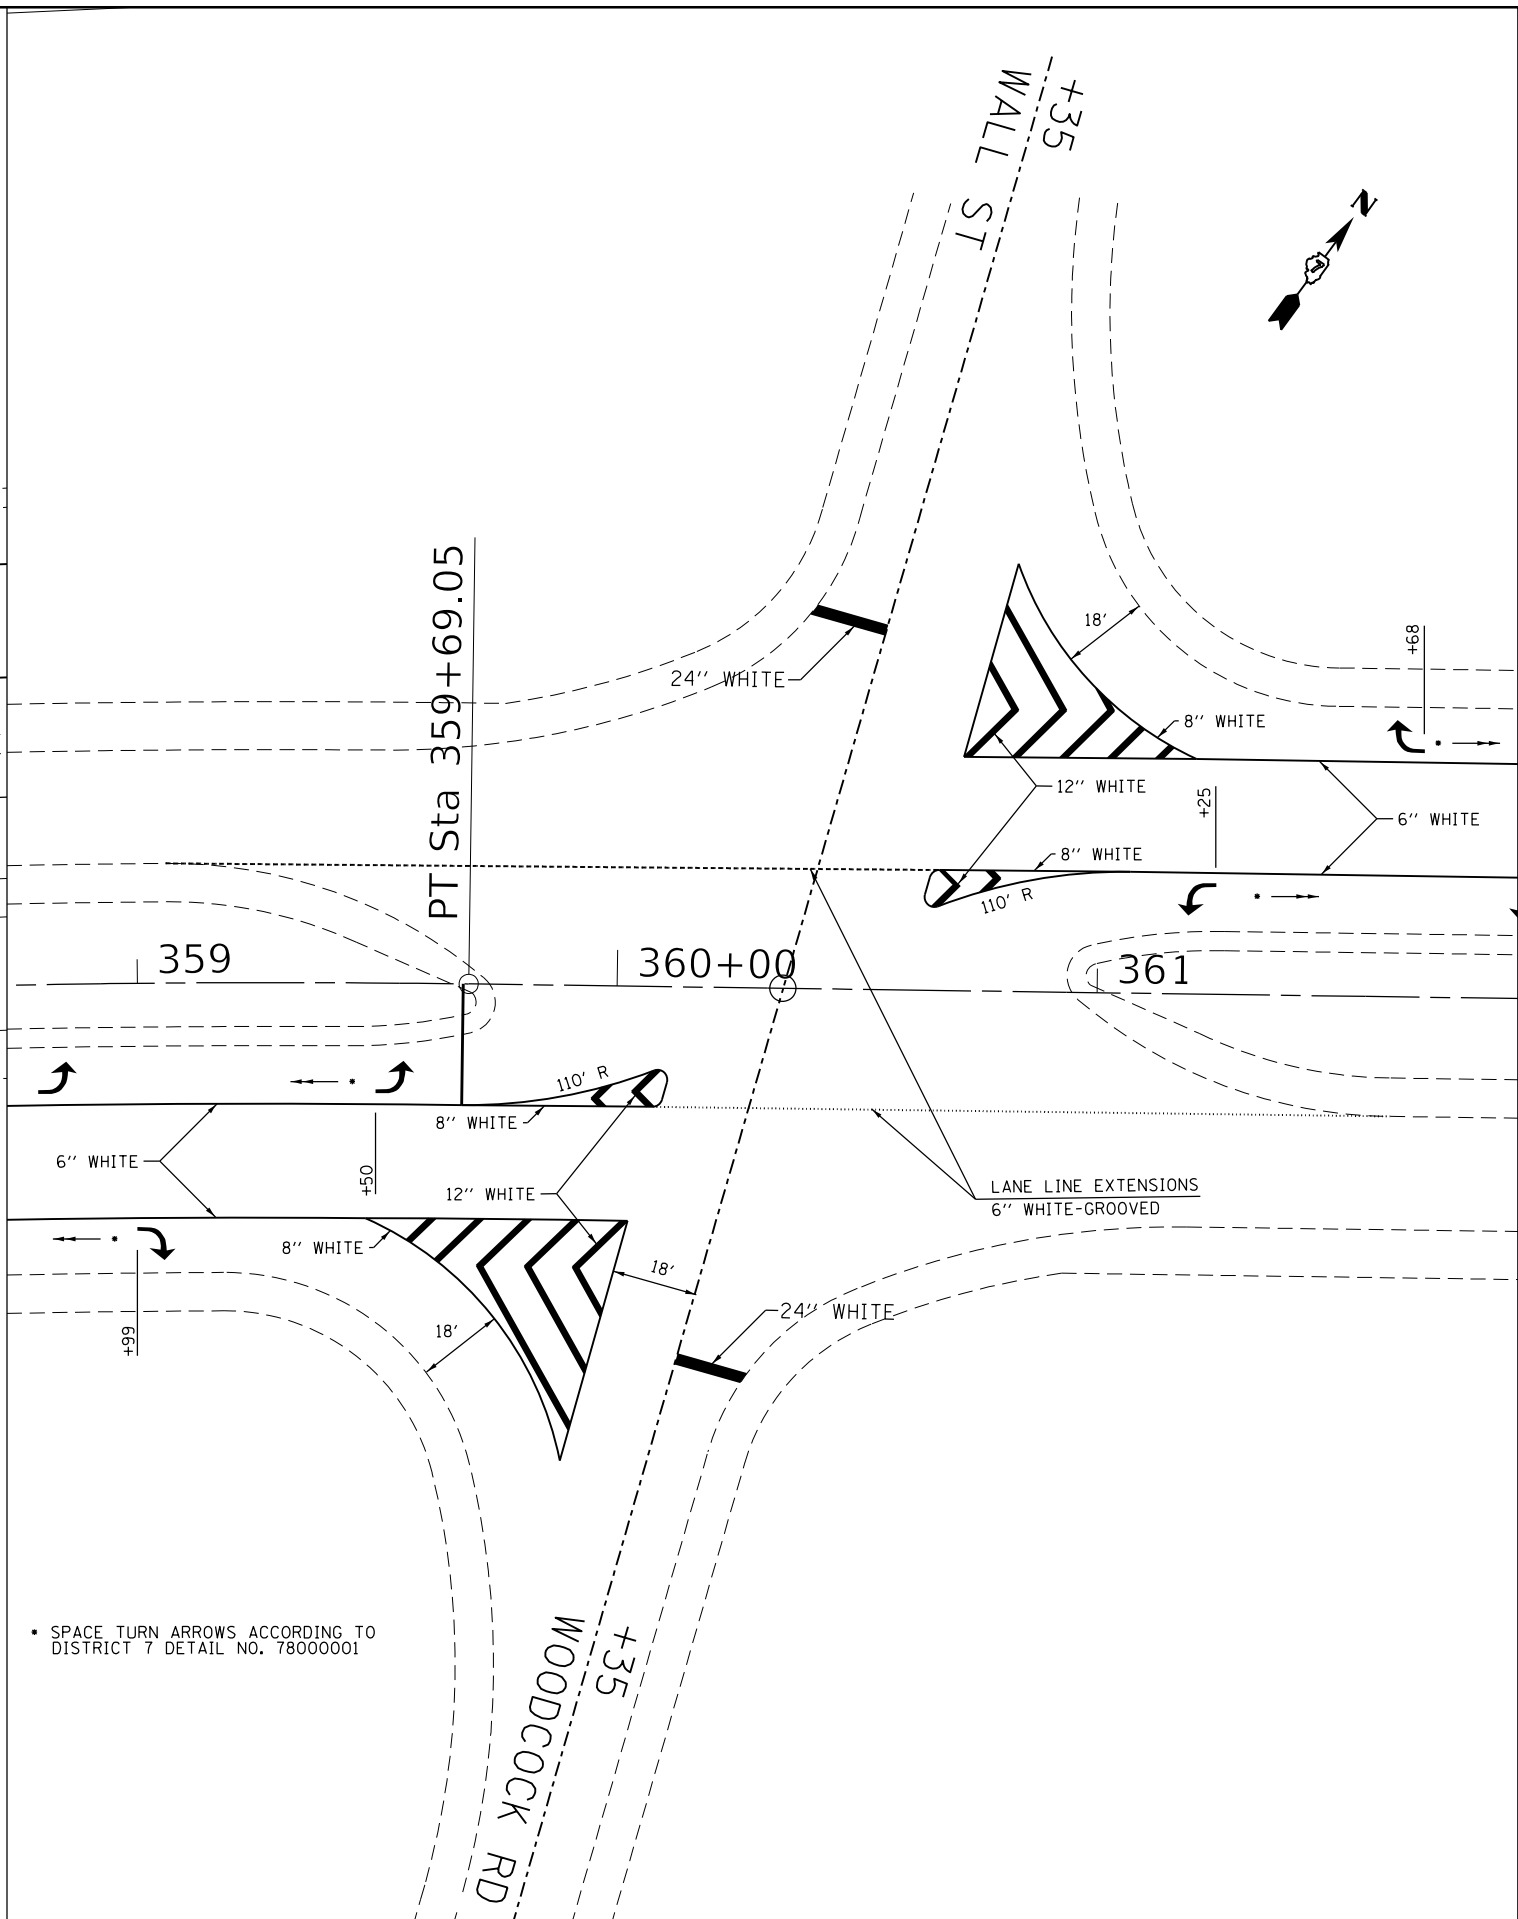 +35
WALL ST
N
7
PT Sta 359+69.05
18'
+68
24" WHITE
8" WHITE
12" WHITE
+25
6" WHITE
8" WHITE
110' R
359
360+00
361
110' R
8" WHITE
6" WHITE
+50
12" WHITE
LANE LINE EXTENSIONS
6" WHITE-GROOVED
8" WHITE
18'
24" WHITE
18'
+99
* SPACE TURN ARROWS ACCORDING TO
DISTRICT 7 DETAIL NO. 78000001
+35
WOODCOCK RD